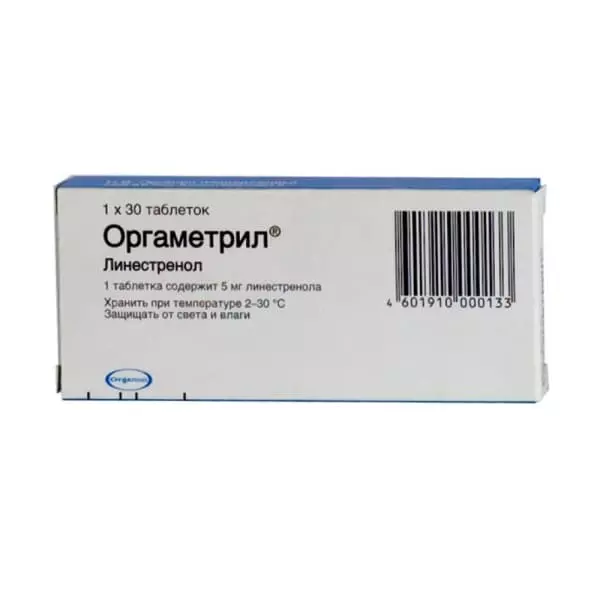 1 x 30 таблеток
Оргаметрил®
Линестренол
1 таблетка содержит 5 мг линестренола
Хранить при температуре 2–30 °C
Защищать от света и влаги
4 601910 000133
Органон